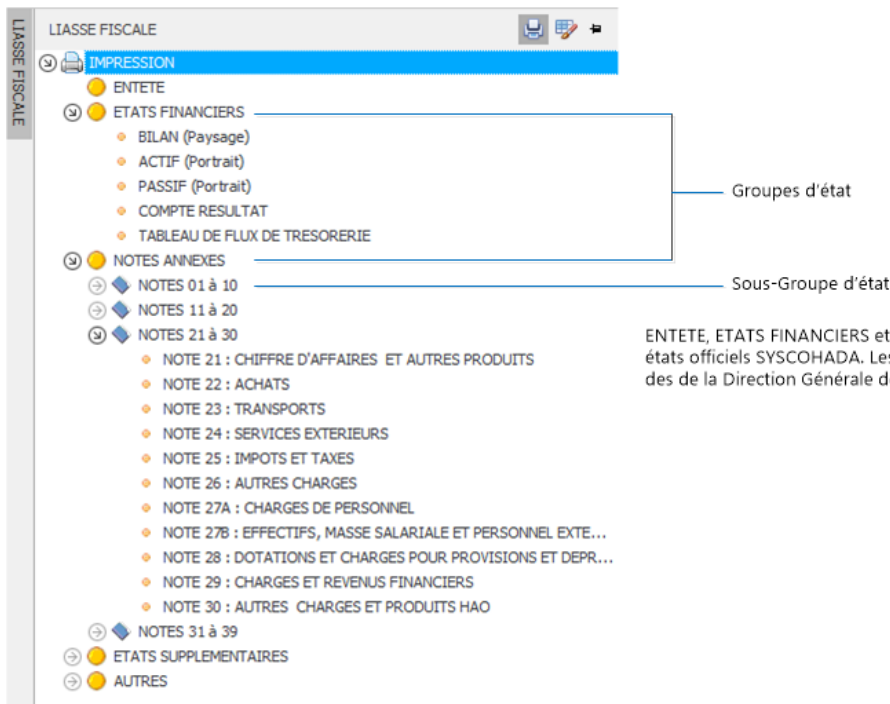 LIASSE FISCALE
LIASSE FISCALE
IMPRESSION
ENTETE
ETATS FINANCIERS
BILAN (Paysage)
ACTIF (Portrait)
PASSIF (Portrait)
COMPTE RESULTAT
TABLEAU DE FLUX DE TRESORERIE
NOTES ANNEXES
NOTES 01 à 10
NOTES 11 à 20
NOTES 21 à 30
NOTE 21 : CHIFFRE D'AFFAIRES ET AUTRES PRODUITS
NOTE 22 : ACHATS
NOTE 23 : TRANSPORTS
NOTE 24 : SERVICES EXTERIEURS
NOTE 25 : IMPOTS ET TAXES
NOTE 26 : AUTRES CHARGES
NOTE 27A : CHARGES DE PERSONNEL
NOTE 27B : EFFECTIFS, MASSE SALARIALE ET PERSONNEL EXTE...
NOTE 28 : DOTATIONS ET CHARGES POUR PROVISIONS ET DEPR...
NOTE 29 : CHARGES ET REVENUS FINANCIERS
NOTE 30 : AUTRES CHARGES ET PRODUITS HAO
NOTES 31 à 39
ETATS SUPPLEMENTAIRES
AUTRES
Groupes d'état
Sous-Groupe d'état
ENTETE, ETATS FINANCIERS et
états officiels SYSCOHADA.
des de la Direction Générale